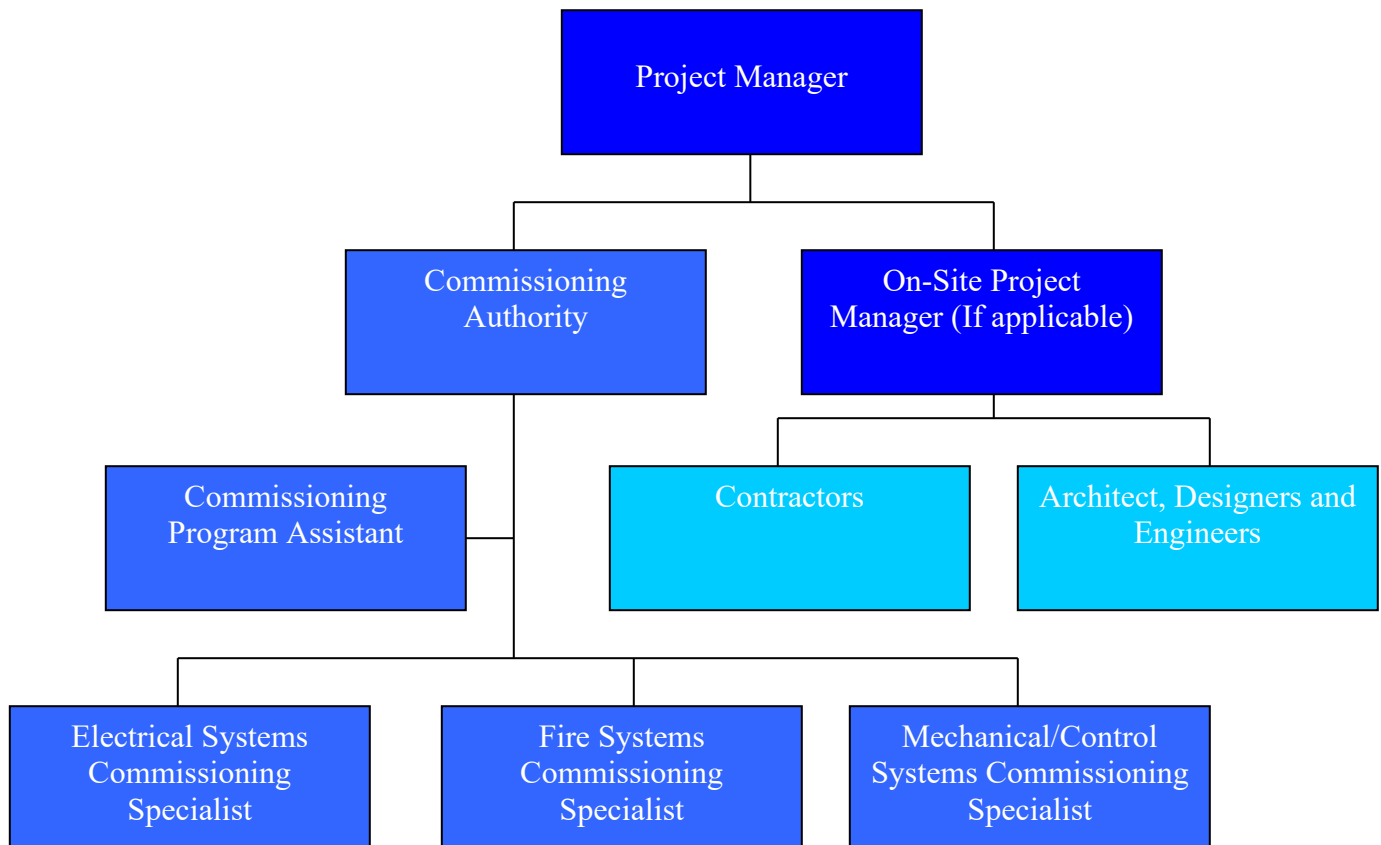 Project Manager
Commissioning
Authority
On-Site Project
Manager (If applicable)
Commissioning
Program Assistant
Contractors
Architect, Designers and
Engineers
Electrical Systems
Commissioning
Specialist
Fire Systems
Commissioning
Specialist
Mechanical/Control
Systems Commissioning
Specialist